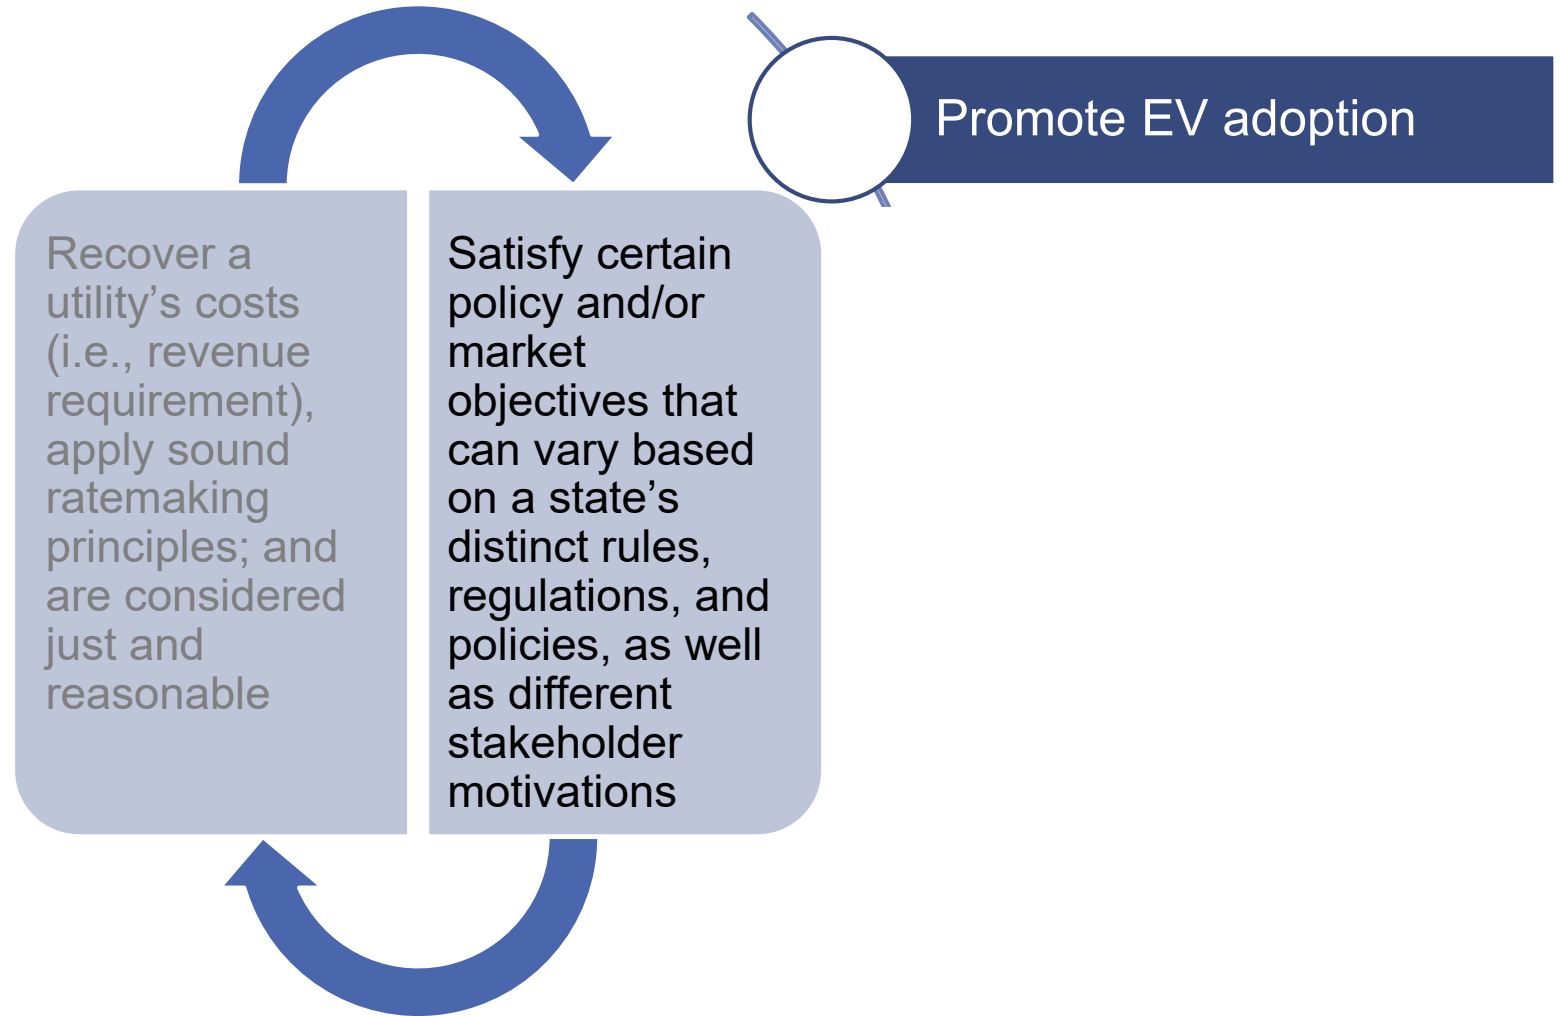 Promote EV adoption
Recover a
utility’s costs
(i.e., revenue
requirement),
apply sound
ratemaking
principles; and
are considered
just and
reasonable
Satisfy certain
policy and/or
market
objectives that
can vary based
on a state’s
distinct rules,
regulations, and
policies, as well
as different
stakeholder
motivations